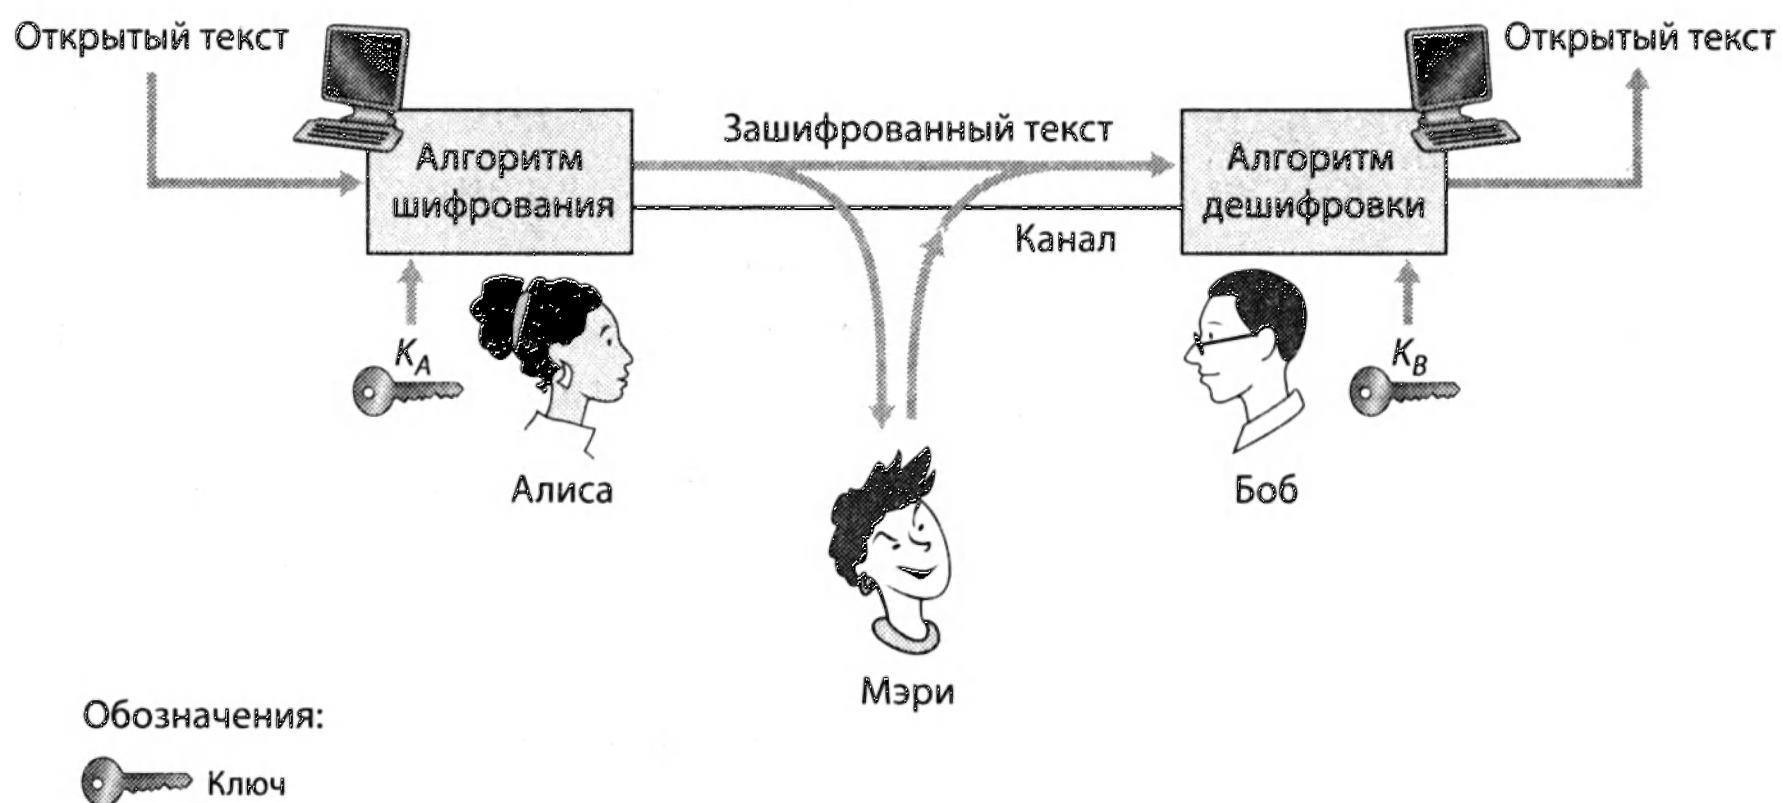 Открытый текст
Открытый текст
Зашифрованный текст
Алгоритм
шифрования
Алгоритм
дешифровки
Канал
K_A
K_B
Алиса
Боб
Мэри
Обозначения:
Ключ